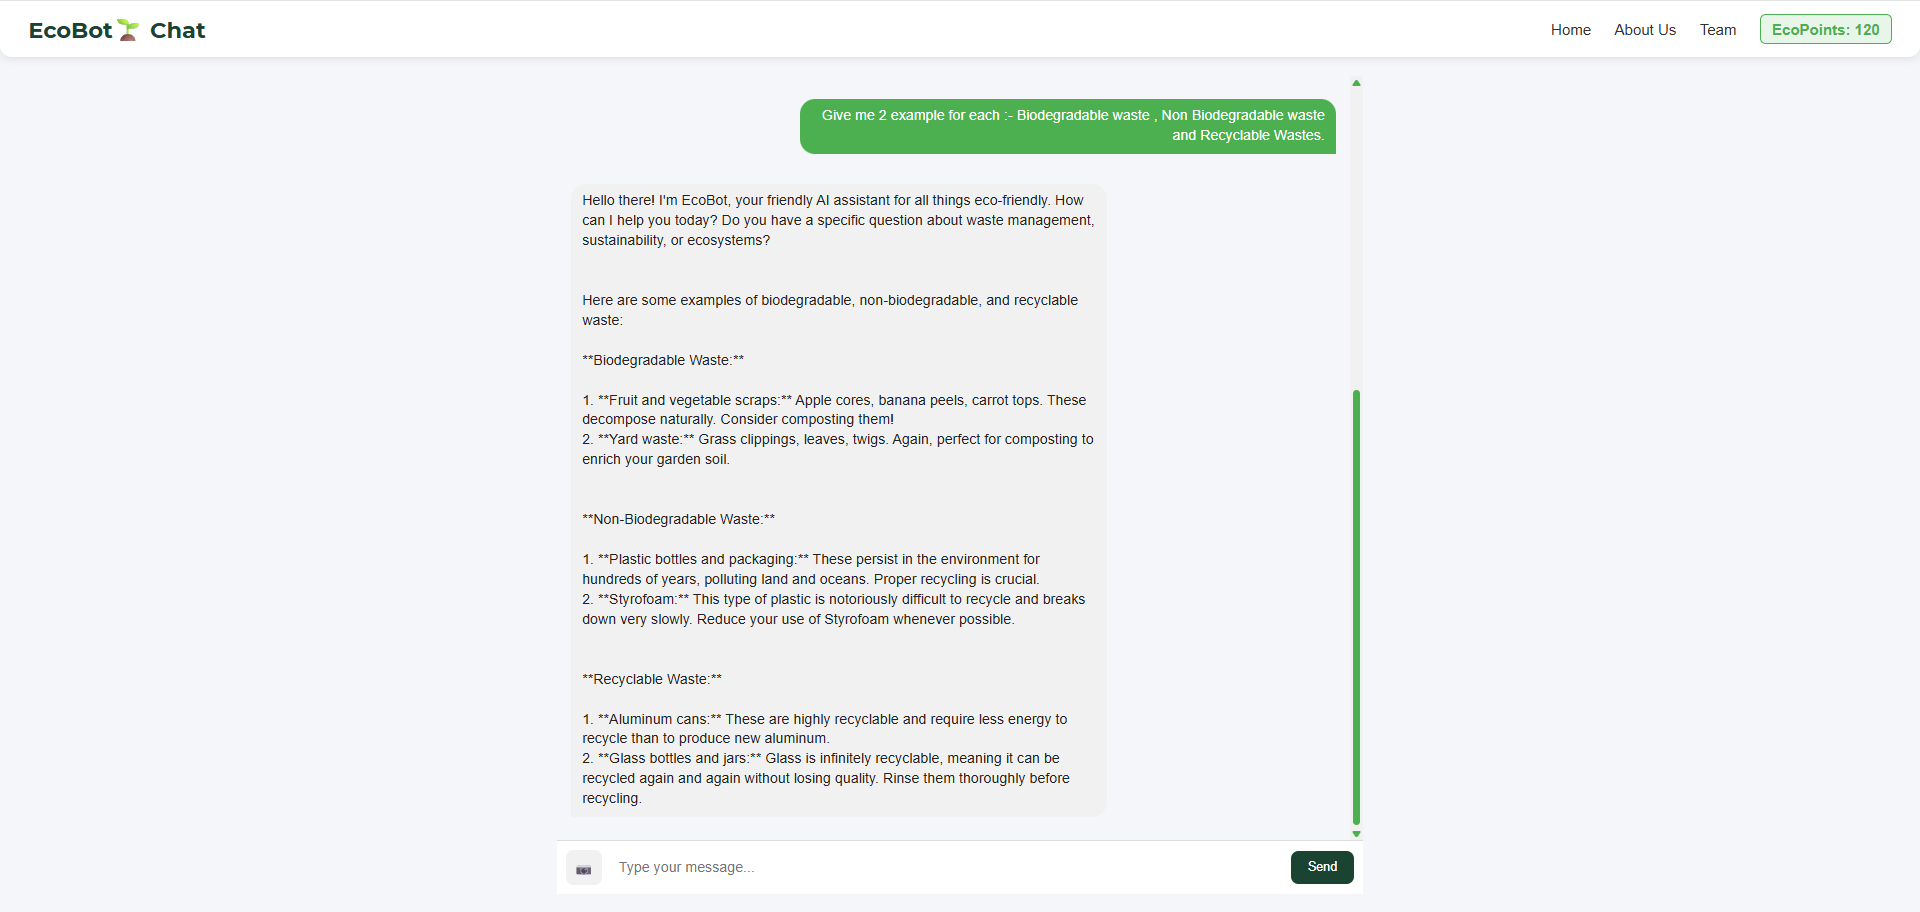 EcoBot🌱 Chat
Home About Us Team EcoPoints: 120
Give me 2 example for each :- Biodegradable waste , Non Biodegradable waste
and Recyclable Wastes.
Hello there! I'm EcoBot, your friendly AI assistant for all things eco-friendly. How
can I help you today? Do you have a specific question about waste management,
sustainability, or ecosystems?
Here are some examples of biodegradable, non-biodegradable, and recyclable
waste:
**Biodegradable Waste:**
1. **Fruit and vegetable scraps:** Apple cores, banana peels, carrot tops. These
decompose naturally. Consider composting them!
2. **Yard waste:** Grass clippings, leaves, twigs. Again, perfect for composting to
enrich your garden soil.
**Non-Biodegradable Waste:**
1. **Plastic bottles and packaging:** These persist in the environment for
hundreds of years, polluting land and oceans. Proper recycling is crucial.
2. **Styrofoam:** This type of plastic is notoriously difficult to recycle and breaks
down very slowly. Reduce your use of Styrofoam whenever possible.
**Recyclable Waste:**
1. **Aluminum cans:** These are highly recyclable and require less energy to
recycle than to produce new aluminum.
2. **Glass bottles and jars:** Glass is infinitely recyclable, meaning it can be
recycled again and again without losing quality. Rinse them thoroughly before
recycling.
Type your message...
Send